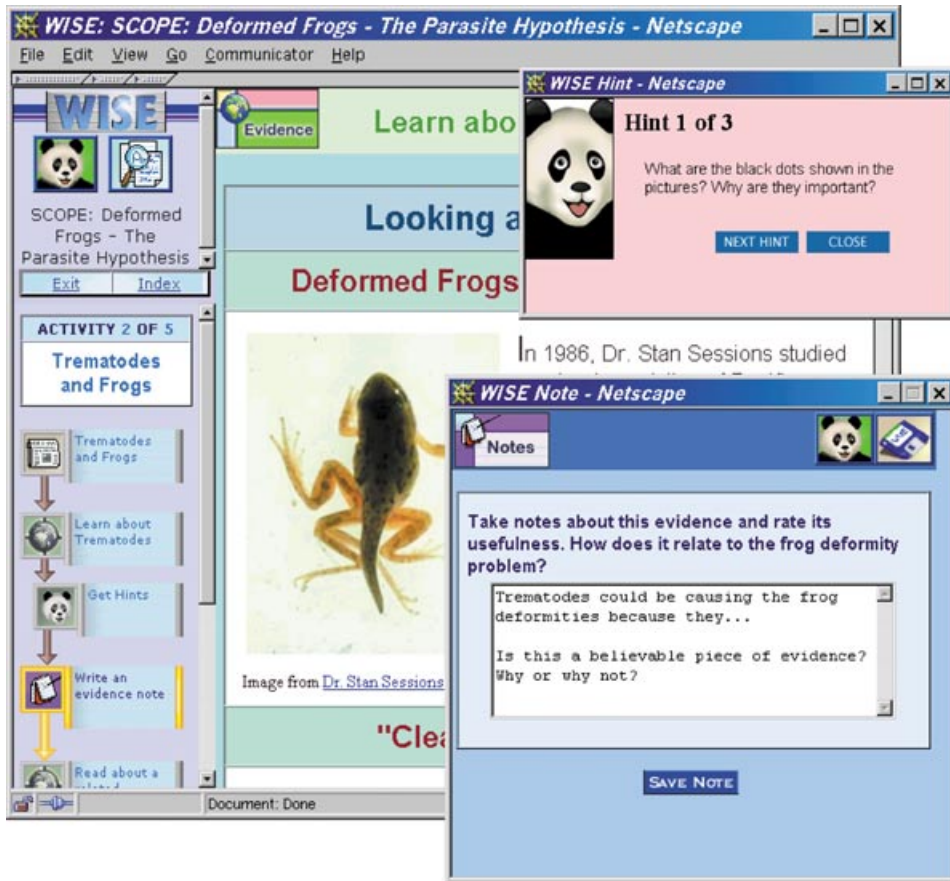 WISE: SCOPE: Deformed Frogs - The Parasite Hypothesis - Netscape
File Edit View Go Communicator Help
WISE
SCOPE: Deformed
Frogs - The
Parasite Hypothesis
Exit Index
ACTIVITY 2 OF 5
Trematodes
and Frogs
Trematodes
and Frogs
Learn about
Trematodes
Get Hints
Write an
evidence note
Read about a
Evidence
Learn abo
Looking a
Deformed Frogs
In 1986, Dr. Stan Sessions studied
Image from Dr. Stan Sessions
"Clea
Document: Done
WISE Hint - Netscape
Hint 1 of 3
What are the black dots shown in the
pictures? Why are they important?
NEXT HINT CLOSE
WISE Note - Netscape
Notes
Take notes about this evidence and rate its
usefulness. How does it relate to the frog deformity
problem?
Trematodes could be causing the frog
deformities because they...
Is this a believable piece of evidence?
Why or why not?
SAVE NOTE